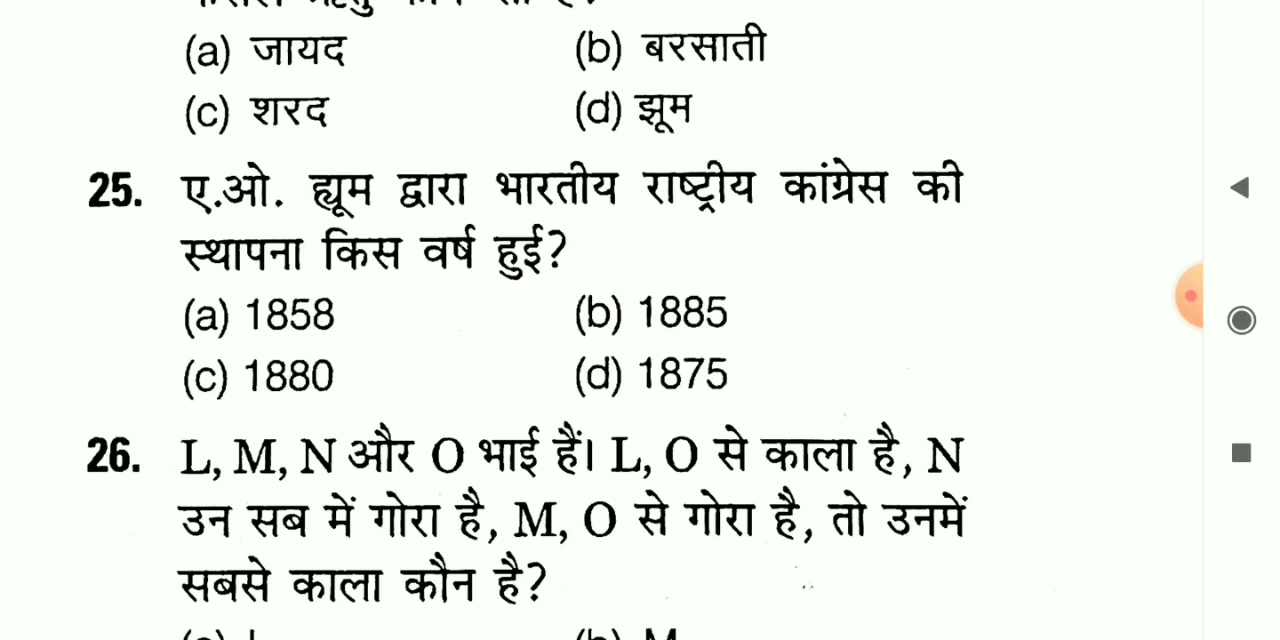 (a) जायद (b) बरसाती
(c) शरद (d) झूम
25. ए.ओ. ह्यूम द्वारा भारतीय राष्ट्रीय कांग्रेस की
स्थापना किस वर्ष हुई?
(a) 1858 (b) 1885
(c) 1880 (d) 1875
26. L, M, N और O भाई हैं। L, O से काला है, N
उन सब में गोरा है, M, O से गोरा है, तो उनमें
सबसे काला कौन है?